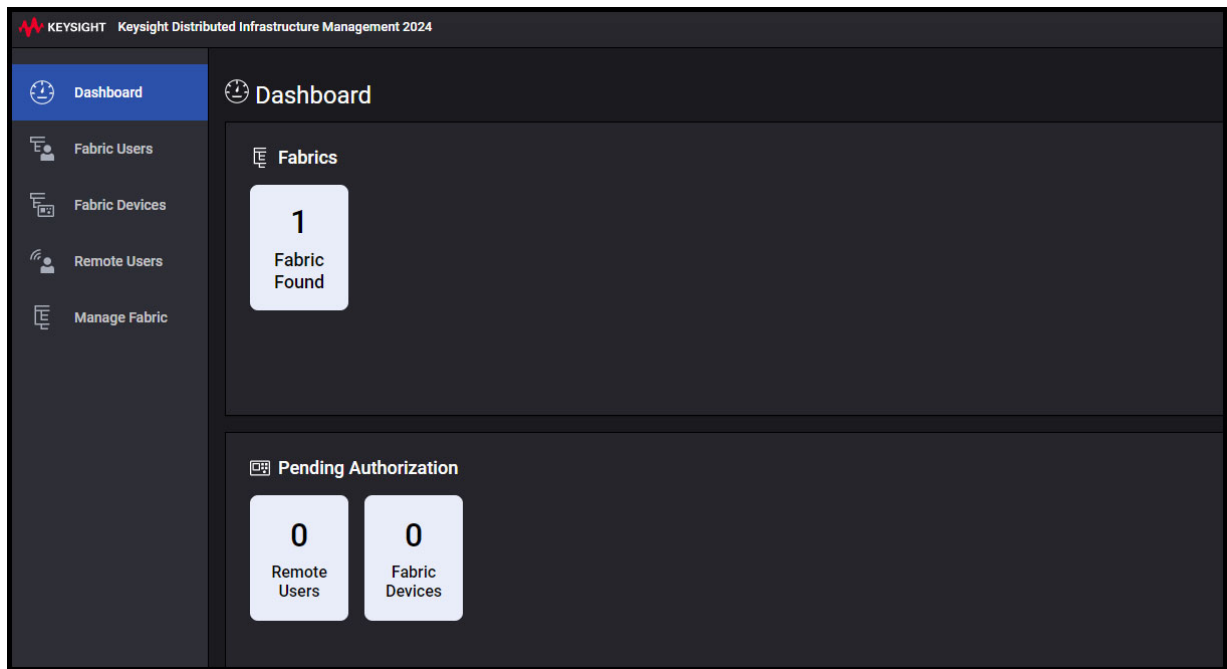 KEYSIGHT Keysight Distributed Infrastructure Management 2024
Dashboard
Fabric Users
Fabric Devices
Remote Users
Manage Fabric
Dashboard
Fabrics
1
Fabric
Found
Pending Authorization
0
Remote
Users
0
Fabric
Devices